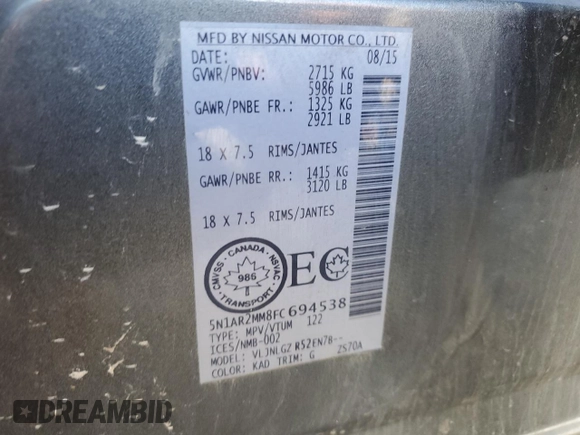 MFD BY NISSAN MOTOR CO., LTD.
DATE: 08/15
GVWR/PNBV: 2715 KG
5986 LB
GAWR/PNBE FR.: 1325 KG
2921 LB
18 X 7.5 RIMS/JANTES
GAWR/PNBE RR.: 1415 KG
3120 LB
18 X 7.5 RIMS/JANTES
CMVSS - CANADA - NSVAC
986
TRANSPORT
EC
5N1AR2MM8FC694538
TYPE: MPV/VTUM 122
ICES/NMB-002
MODEL: VLJNLGZ RS2EN7B-- 2S70A
COLOR: KAD TRIM: G
DREAMBID